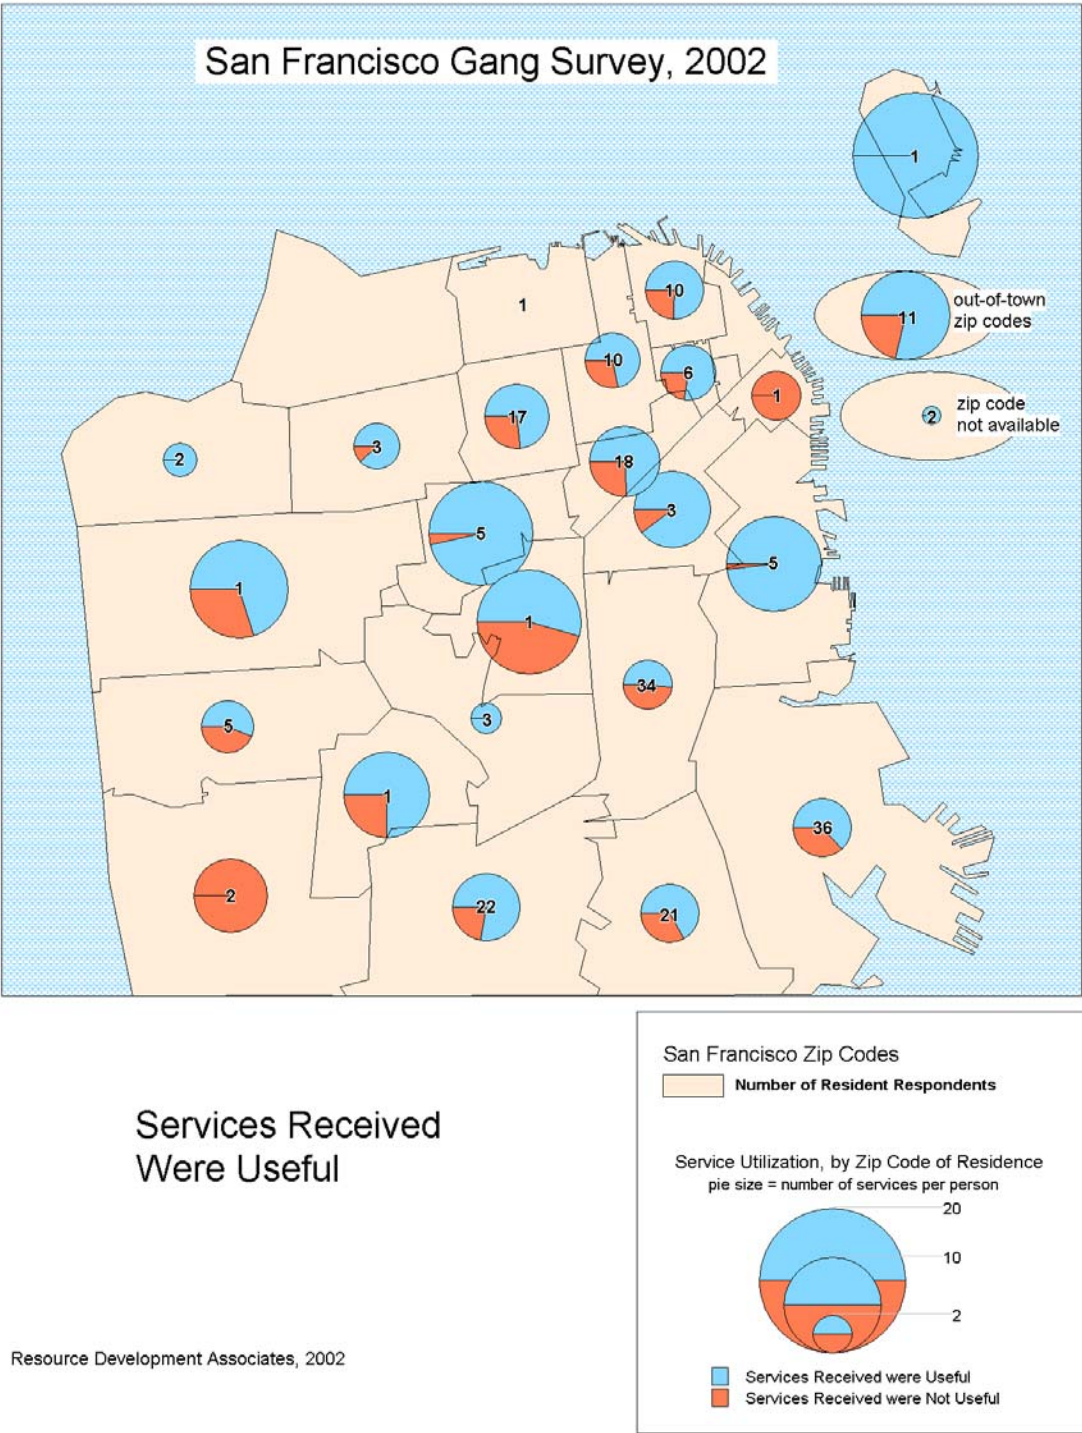 San Francisco Gang Survey, 2002
1
10
11
out-of-town
zip codes
1
10
6
1
2
zip code
not available
17
2
3
18
3
5
5
1
1
34
5
3
1
36
2
22
21
Services Received
Were Useful
Resource Development Associates, 2002
San Francisco Zip Codes
Number of Resident Respondents
Service Utilization, by Zip Code of Residence
pie size = number of services per person
20
10
2
Services Received were Useful
Services Received were Not Useful